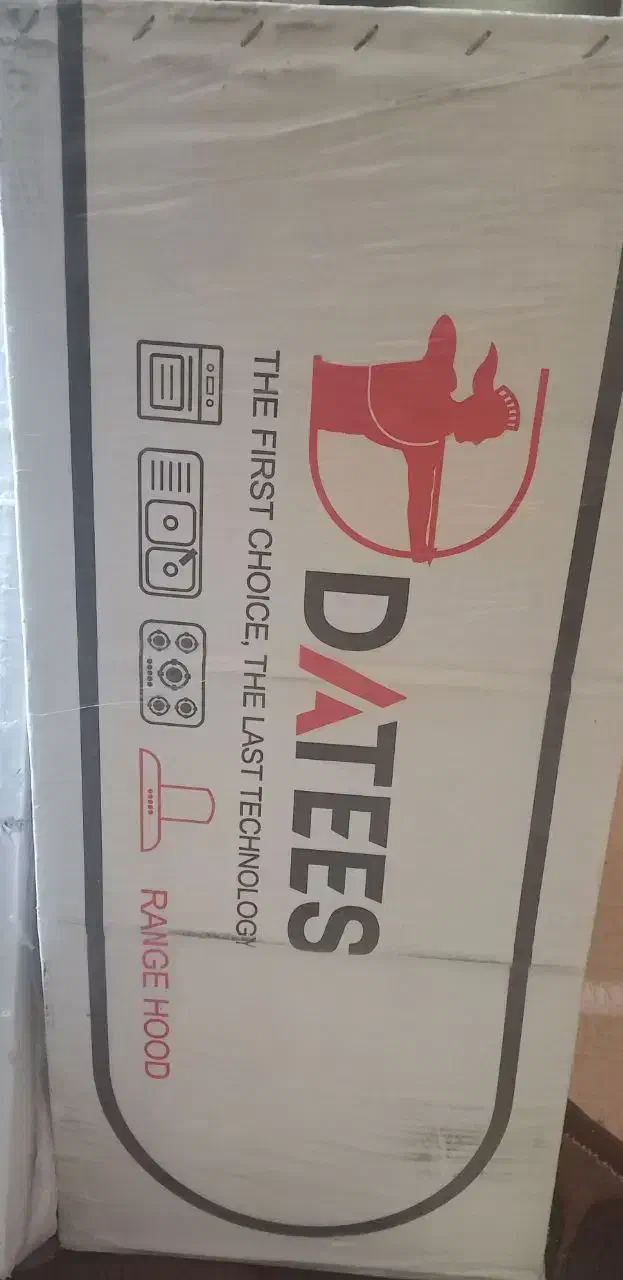 DATEES
THE FIRST CHOICE, THE LAST TECHNOLOGY
RANGE HOOD